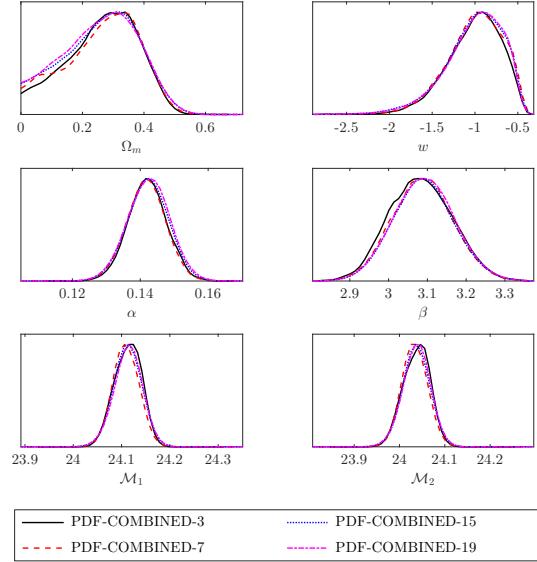 0 0.2 0.4 0.6
Ωₘ
-2.5 -2 -1.5 -1 -0.5
w
0.12 0.14 0.16
α
2.9 3 3.1 3.2 3.3
β
23.9 24 24.1 24.2 24.3
ℳ₁
23.9 24 24.1 24.2
ℳ₂
PDF-COMBINED-3 PDF-COMBINED-15
PDF-COMBINED-7 PDF-COMBINED-19